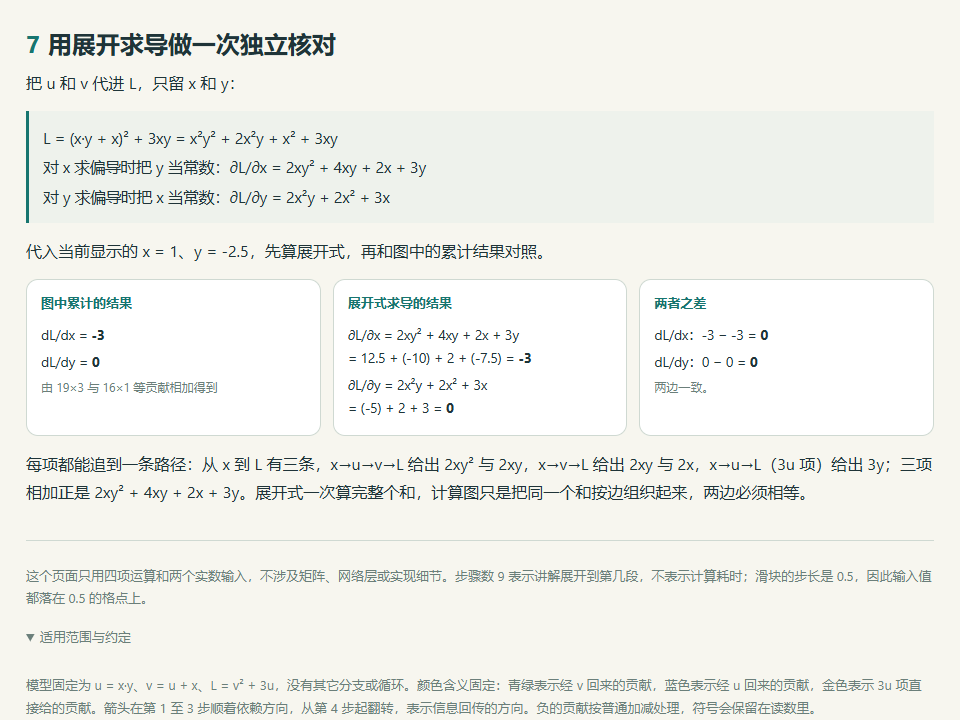 7 用展开求导做一次独立核对
把 u 和 v 代进 L，只留 x 和 y：
L = (x·y + x)² + 3xy = x²y² + 2x²y + x² + 3xy
对 x 求偏导时把 y 当常数：∂L/∂x = 2xy² + 4xy + 2x + 3y
对 y 求偏导时把 x 当常数：∂L/∂y = 2x²y + 2x² + 3x
代入当前显示的 x = 1、y = -2.5，先算展开式，再和图中的累计结果对照。
图中累计的结果
dL/dx = -3
dL/dy = 0
由 19×3 与 16×1 等贡献相加得到
展开式求导的结果
∂L/∂x = 2xy² + 4xy + 2x + 3y
= 12.5 + (-10) + 2 + (-7.5) = -3
∂L/∂y = 2x²y + 2x² + 3x
= (-5) + 2 + 3 = 0
两者之差
dL/dx：-3 − -3 = 0
dL/dy：0 − 0 = 0
两边一致。
每项都能追到一条路径：从 x 到 L 有三条，x→u→v→L 给出 2xy² 与 2xy，x→v→L 给出 2xy 与 2x，x→u→L（3u 项）给出 3y；三项
相加正是 2xy² + 4xy + 2x + 3y。展开式一次算完整个和，计算图只是把同一个和按边组织起来，两边必须相等。
这个页面只用四项运算和两个实数输入，不涉及矩阵、网络层或实现细节。步骤数 9 表示讲解展开到第几段，不表示计算耗时；滑块的步长是 0.5，因此输入值
都落在 0.5 的格点上。
▼ 适用范围与约定
模型固定为 u = x·y、v = u + x、L = v² + 3u，没有其它分支或循环。颜色含义固定：青绿表示经 v 回来的贡献，蓝色表示经 u 回来的贡献，金色表示 3u 项直
接给的贡献。箭头在第 1 至 3 步顺着依赖方向，从第 4 步起翻转，表示信息回传的方向。负的贡献按普通加减处理，符号会保留在读数里。